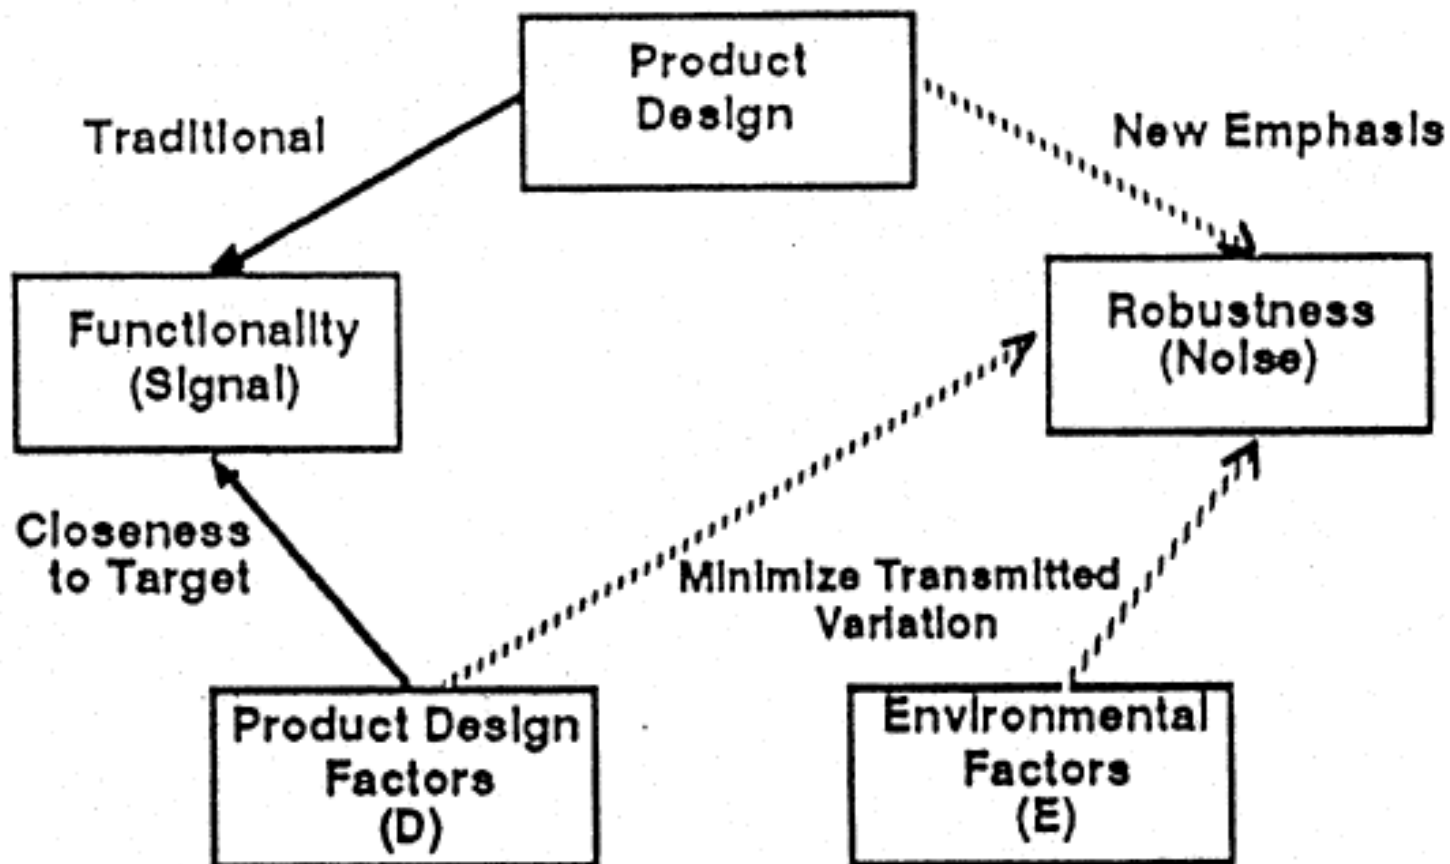 Product
Design
Traditional
New Emphasis
Functionality
(Signal)
Robustness
(Noise)
Closeness
to Target
Minimize Transmitted
Variation
Product Design
Factors
(D)
Environmental
Factors
(E)